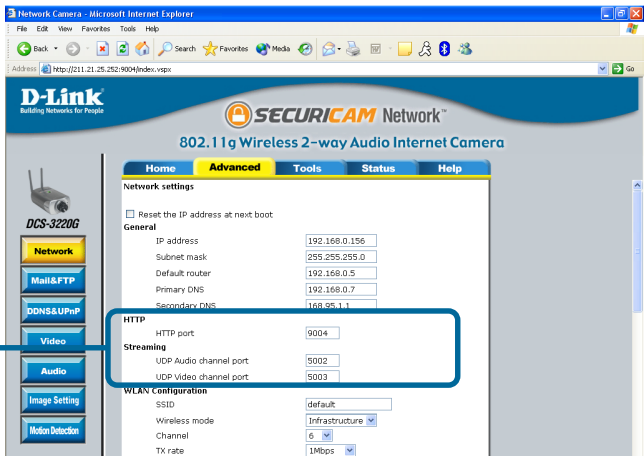 Network Camera - Microsoft Internet Explorer
File Edit View Favorites Tools Help
Back Search Favorites Media
Address http://211.21.25.252:9004/index.vspx Go
D-Link
Building Networks for People
SECURICAM Network™
802.11g Wireless 2-way Audio Internet Camera
Home Advanced Tools Status Help
DCS-3220G
Network
Mail&FTP
DDNS&UPnP
Video
Audio
Image Setting
Motion Detection
Network settings
Reset the IP address at next boot
General
IP address 192.168.0.156
Subnet mask 255.255.255.0
Default router 192.168.0.5
Primary DNS 192.168.0.7
Secondary DNS 168.95.1.1
HTTP
HTTP port 9004
Streaming
UDP Audio channel port 5002
UDP Video channel port 5003
WLAN Configuration
SSID default
Wireless mode Infrastructure
Channel 6
TX rate 1Mbps